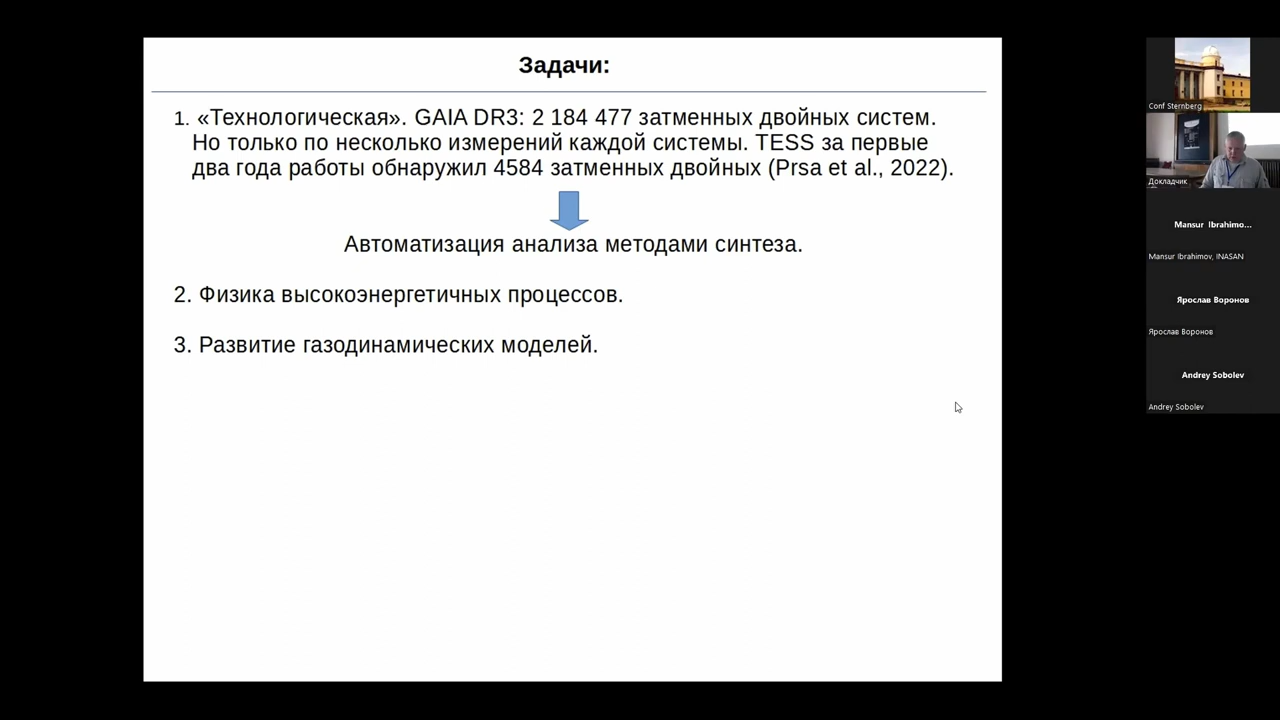 Задачи:
1. «Технологическая». GAIA DR3: 2 184 477 затменных двойных систем.
Но только по несколько измерений каждой системы. TESS за первые
два года работы обнаружил 4584 затменных двойных (Prsa et al., 2022).
Автоматизация анализа методами синтеза.
2. Физика высокоэнергетичных процессов.
3. Развитие газодинамических моделей.
Conf Sternberg
Докладчик
Mansur Ibrahimo...
Mansur Ibrahimov, INASAN
Ярослав Воронов
Ярослав Воронов
Andrey Sobolev
Andrey Sobolev